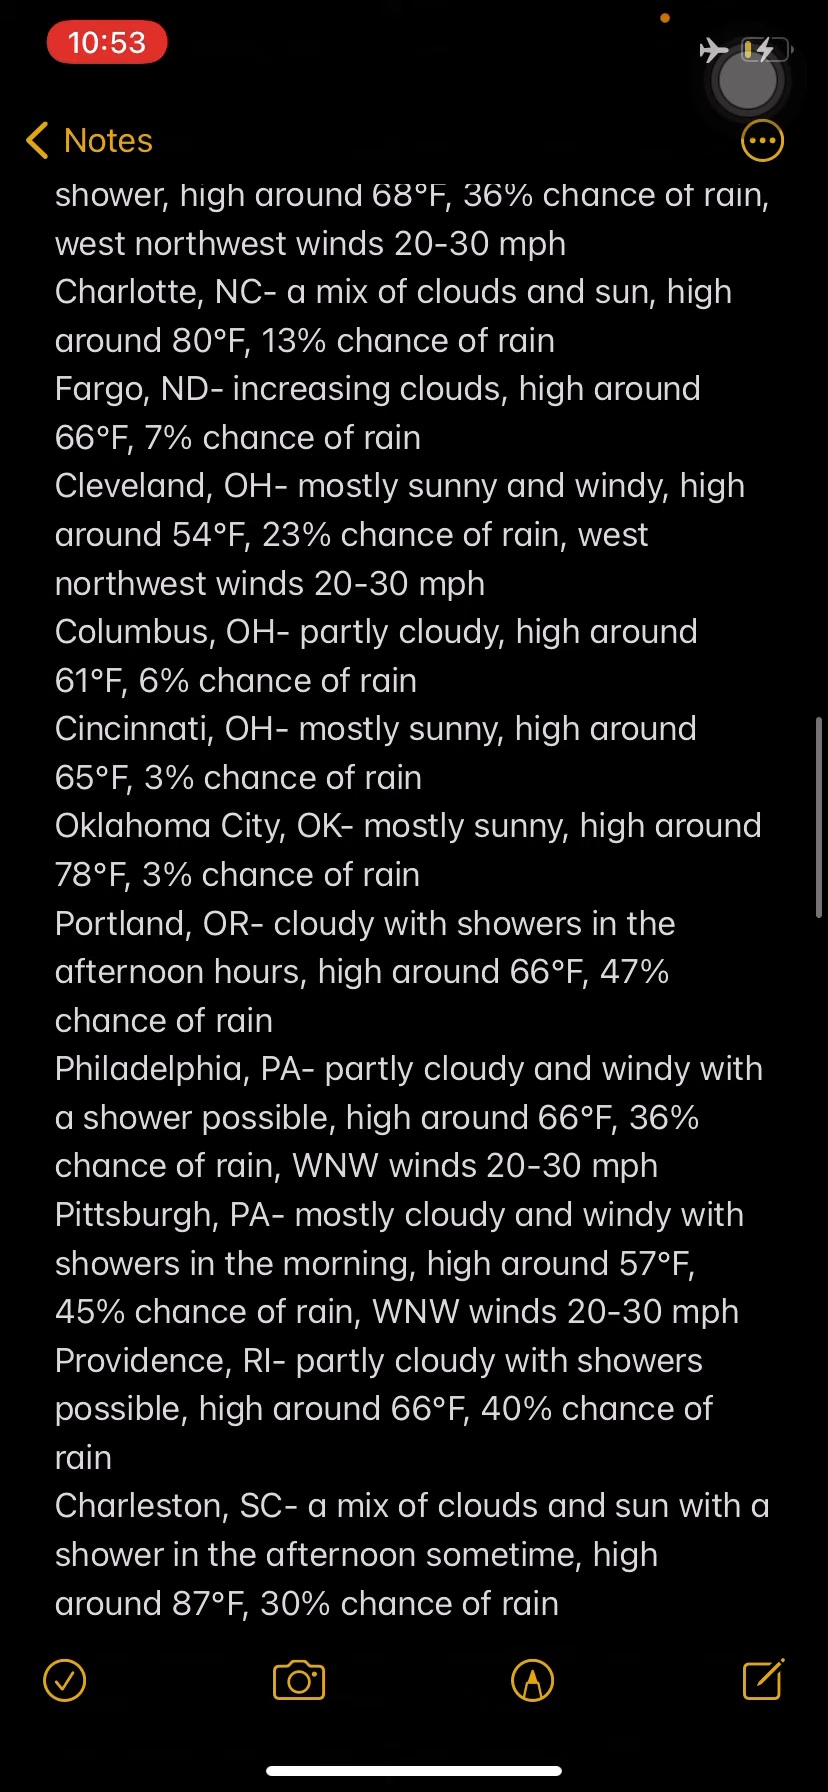 10:53
Notes
shower, high around 68°F, 36% chance of rain,
west northwest winds 20-30 mph
Charlotte, NC- a mix of clouds and sun, high
around 80°F, 13% chance of rain
Fargo, ND- increasing clouds, high around
66°F, 7% chance of rain
Cleveland, OH- mostly sunny and windy, high
around 54°F, 23% chance of rain, west
northwest winds 20-30 mph
Columbus, OH- partly cloudy, high around
61°F, 6% chance of rain
Cincinnati, OH- mostly sunny, high around
65°F, 3% chance of rain
Oklahoma City, OK- mostly sunny, high around
78°F, 3% chance of rain
Portland, OR- cloudy with showers in the
afternoon hours, high around 66°F, 47%
chance of rain
Philadelphia, PA- partly cloudy and windy with
a shower possible, high around 66°F, 36%
chance of rain, WNW winds 20-30 mph
Pittsburgh, PA- mostly cloudy and windy with
showers in the morning, high around 57°F,
45% chance of rain, WNW winds 20-30 mph
Providence, RI- partly cloudy with showers
possible, high around 66°F, 40% chance of
rain
Charleston, SC- a mix of clouds and sun with a
shower in the afternoon sometime, high
around 87°F, 30% chance of rain